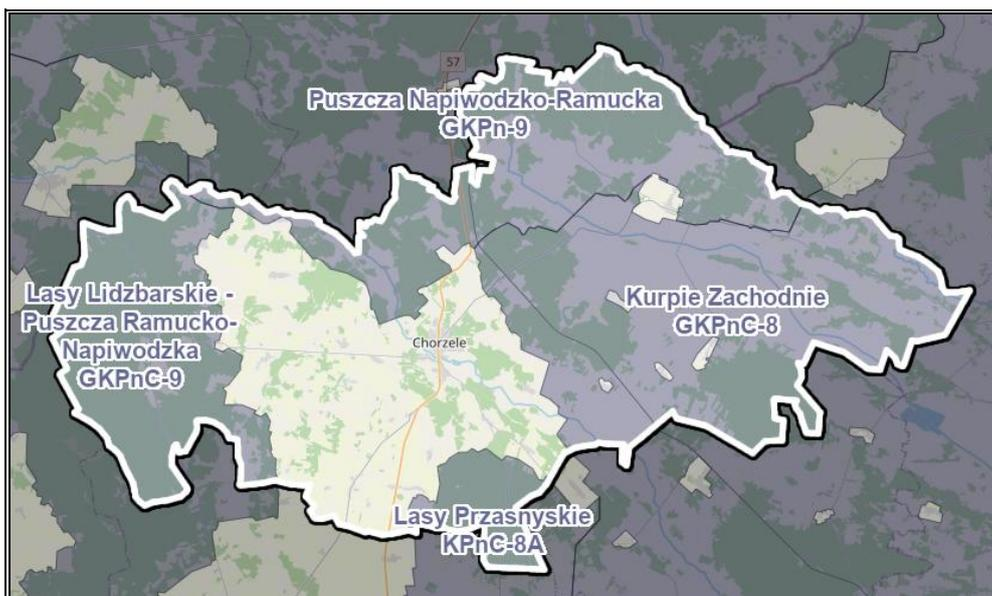 57
Puszcza Napiwodzko-Ramucka
GKPn-9
Lasy Lidzbarskie -
Puszcza Ramucko-
Napiwodzka
GKPnC-9
Kurpie Zachodnie
GKPnC-8
Chorzele
Lasy Przasnyskie
KPnC-8A